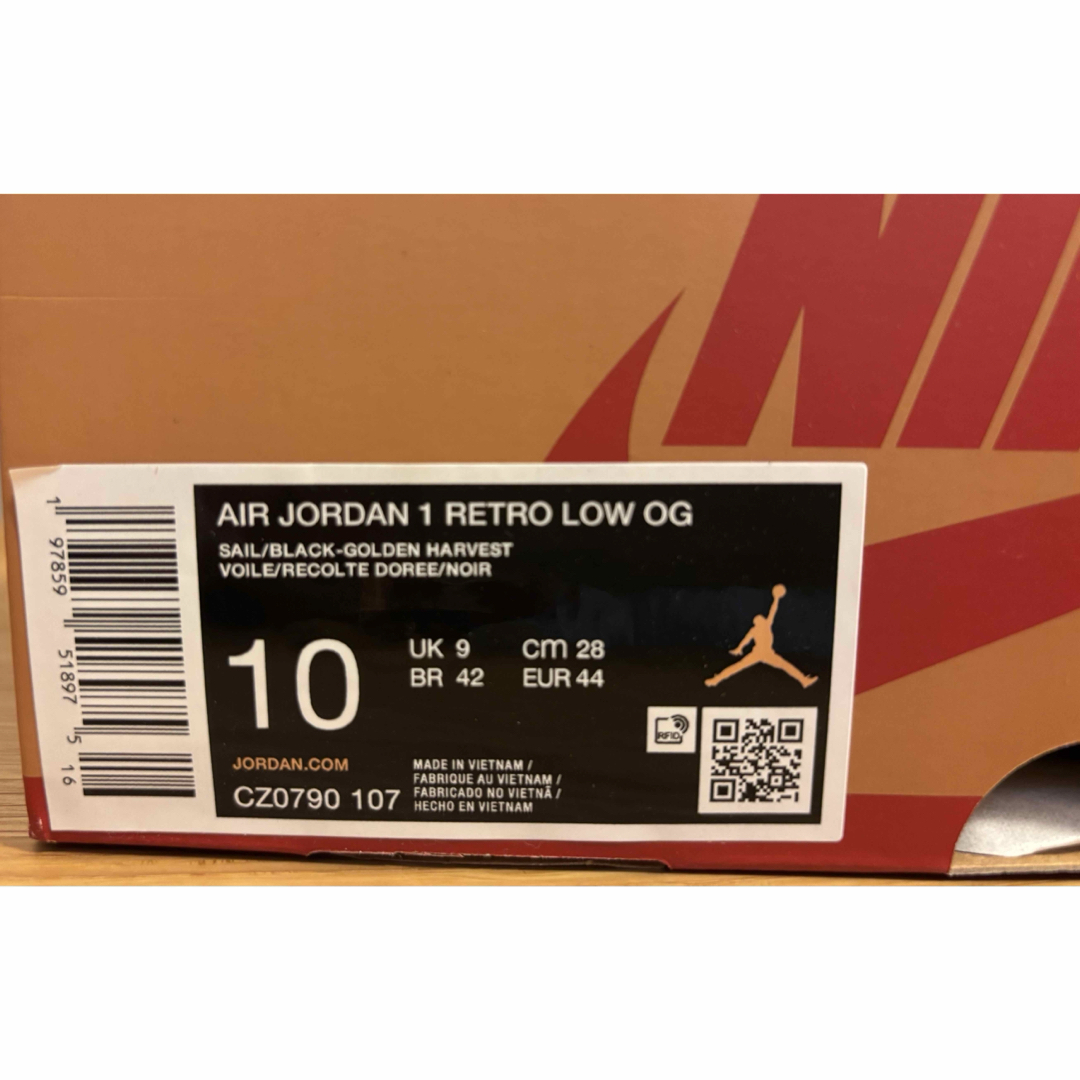 NI
AIR JORDAN 1 RETRO LOW OG
SAIL/BLACK-GOLDEN HARVEST
VOILE/RECOLTE DOREE/NOIR
10
UK 9 cm 28
BR 42 EUR 44
RFID
JORDAN.COM
CZ0790 107
MADE IN VIETNAM /
FABRIQUE AU VIETNAM /
FABRICADO NO VIETNÃ /
HECHO EN VIETNAM
1 97859 51897 5 16